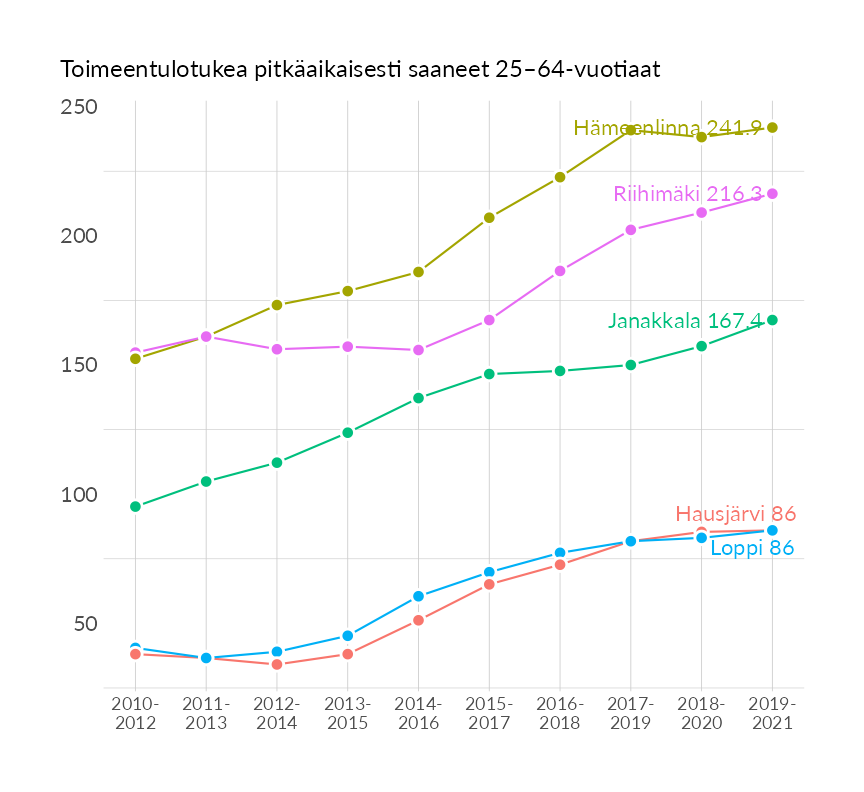 Toimeentulotukea pitkäaikaisesti saaneet 25–64-vuotiaat
250
Hämeenlinna 241.9
Riihimäki 216.3
200
Janakkala 167.4
150
100
Hausjärvi 86
Loppi 86
50
2010- 2011- 2012- 2013- 2014- 2015- 2016- 2017- 2018- 2019-
2012 2013 2014 2015 2016 2017 2018 2019 2020 2021